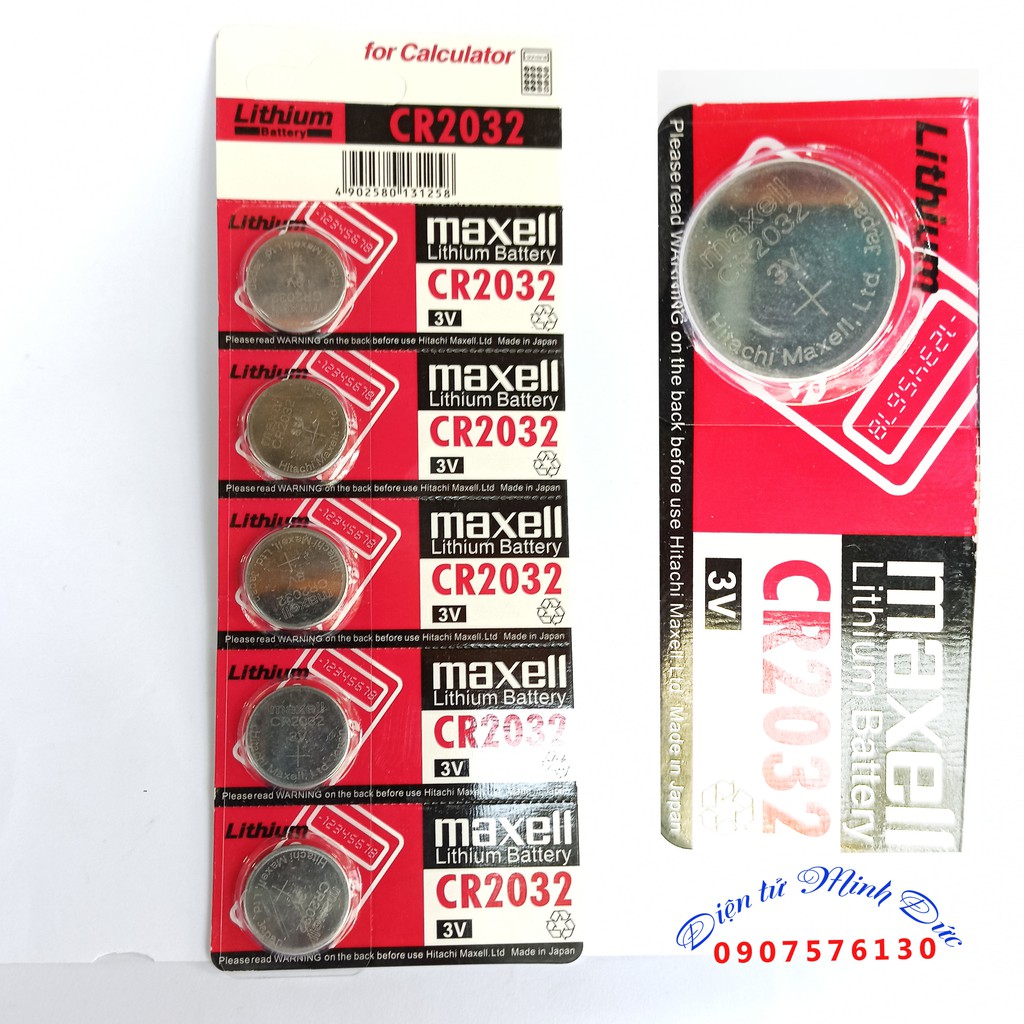 for Calculator
Lithium
Battery
CR2032
4 902580 131258
Lithium
-12345678
maxell
Lithium Battery
CR2032
3V
Please read WARNING on the back before use Hitachi Maxell.Ltd Made in Japan
Lithium
-12345678
maxell
Lithium Battery
CR2032
3V
Please read WARNING on the back before use Hitachi Maxell.Ltd Made in Japan
Lithium
-12345678
maxell
Lithium Battery
CR2032
3V
Please read WARNING on the back before use Hitachi Maxell.Ltd Made in Japan
Lithium
-12345678
maxell
CR2032
3V
maxell
Lithium Battery
CR2032
3V
Please read WARNING on the back before use Hitachi Maxell.Ltd Made in Japan
Lithium
-12345678
maxell
Lithium Battery
CR2032
3V
Please read WARNING on the back before use Hitachi Maxell.Ltd Made in Japan
Lithium
maxell
CR2032
3V
Hitachi Maxell, Ltd. Japan
-12345678
maxell
Lithium Battery
CR2032
3V
Please read WARNING on the back before use Hitachi Maxell.Ltd Made in Japan
Điện tử Minh Đức
0907576130